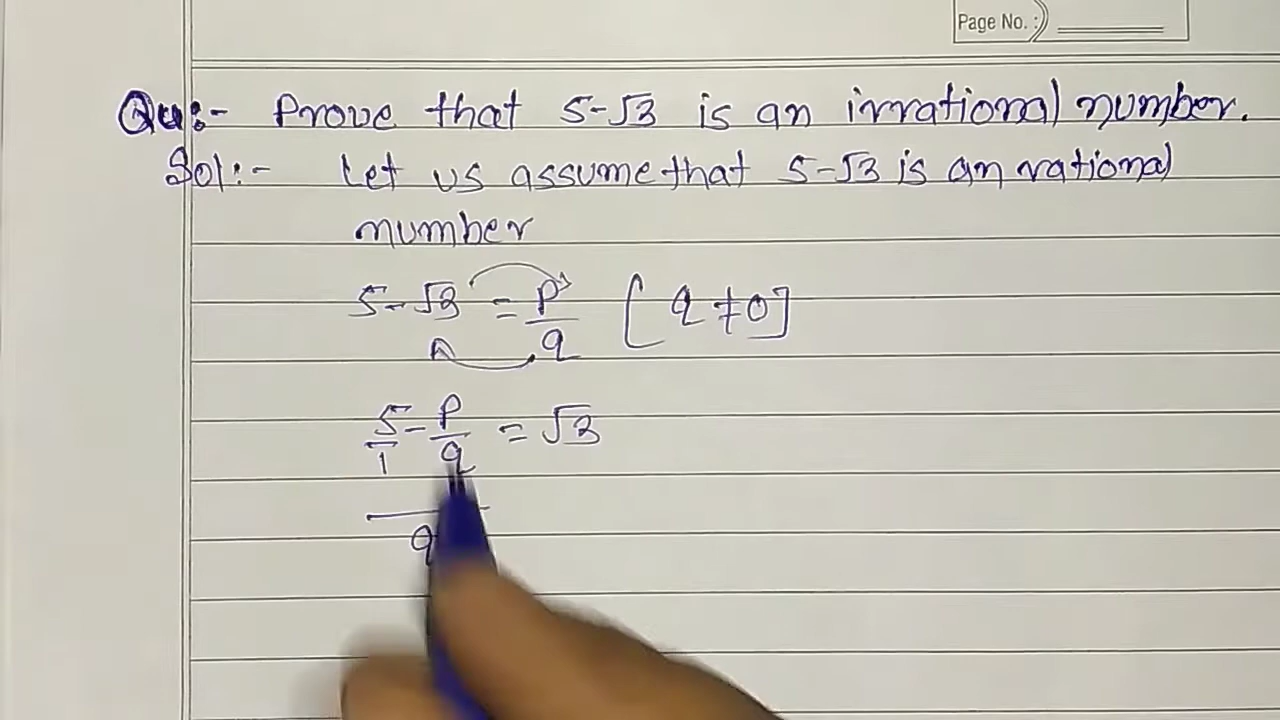 Page No. :
Qu:- Prove that 5-√3 is an irrational number.
Sol:- Let us assume that 5-√3 is an rational
number
5-√3 = p/q [q ≠ 0]
5/1 - p/q = √3
q